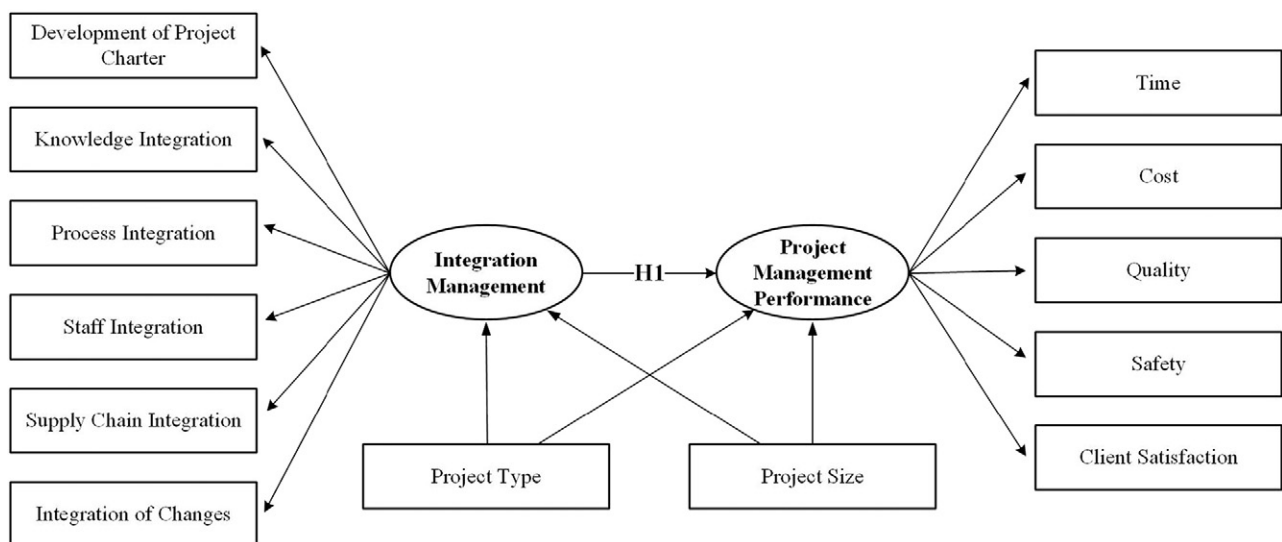 Development of Project
Charter
Knowledge Integration
Process Integration
Staff Integration
Supply Chain Integration
Integration of Changes
Integration
Management
H1
Project
Management
Performance
Project Type
Project Size
Time
Cost
Quality
Safety
Client Satisfaction